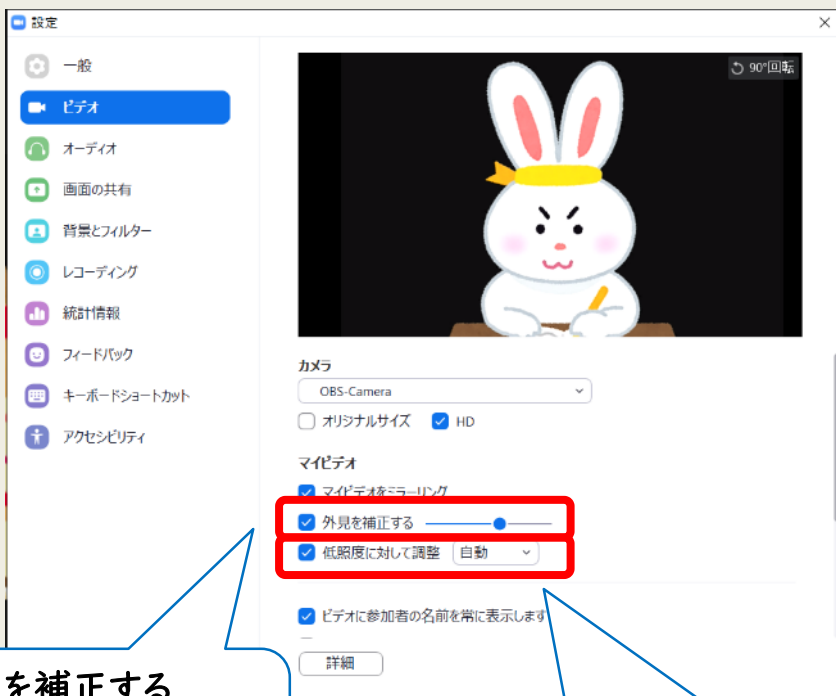 設定
一般
ビデオ
オーディオ
画面の共有
背景とフィルター
レコーディング
統計情報
フィードバック
キーボードショートカット
アクセシビリティ
90°回転
カメラ
OBS-Camera
オリジナルサイズ HD
マイビデオ
マイビデオをミラーリング
外見を補正する
低照度に対して調整 自動
ビデオに参加者の名前を常に表示します
詳細
を補正する